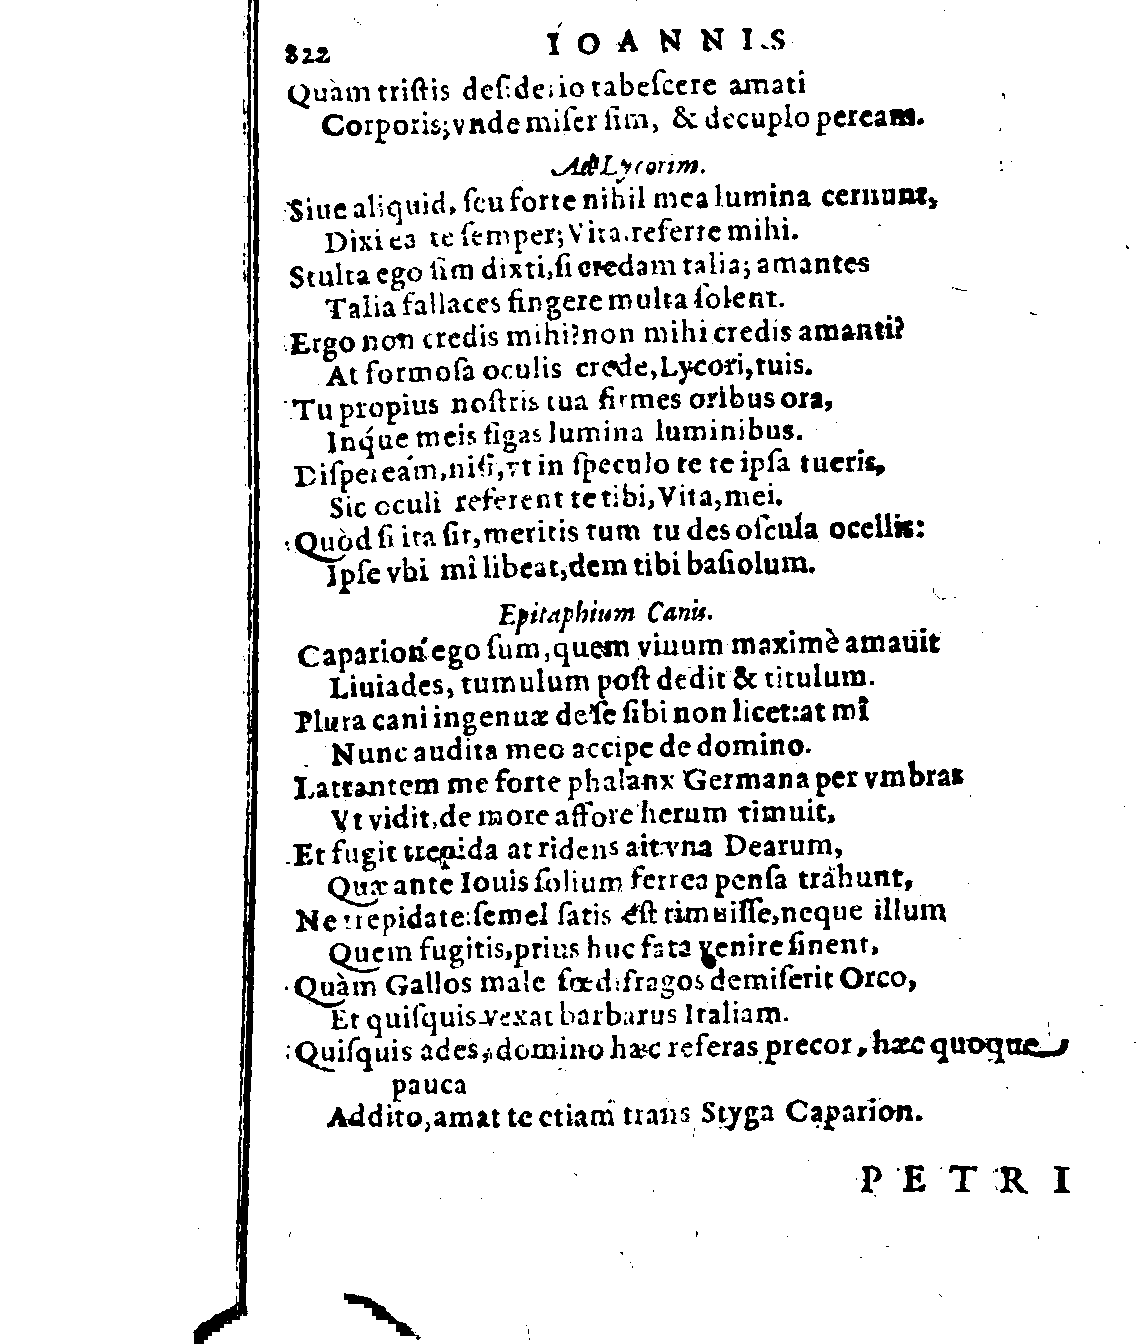 822 IOANNIS
Quàm tristis desiderio tabescere amati
Corporis; vnde miser sim, & decuplo peream.
Ad Lycorim.
Siue aliquid, seu forte nihil mea lumina cernunt,
Dixi ea te semper; Vita. referre mihi.
Stulta ego sim dixti, si credam talia; amantes
Talia fallaces fingere multa solent.
Ergo non credis mihi? non mihi credis amanti?
At formosa oculis crede, Lycori, tuis.
Tu propius nostris tua firmes oribus ora,
Inq́ue meis figas lumina luminibus.
Dispeream, nisi, vt in speculo te te ipsa tueris,
Sic oculi referent te tibi, Vita, mei.
Quòd si ita sit, meritis tum tu des oscula ocellis:
Ipse vbi mî libeat, dem tibi basiolum.
Epitaphium Canis.
Caparion ego sum, quem viuum maximè amauit
Liuiades, tumulum post dedit & titulum.
Plura cani ingenuæ de se sibi non licet: at mî
Nunc audita meo accipe de domino.
Latrantem me forte phalanx Germana per vmbras
Vt vidit, de more affore herum timuit,
Et fugit trepida at ridens ait vna Dearum,
Quæ ante Iouis solium ferrea pensa trahunt,
Ne trepidate: semel satis est timuisse, neque illum
Quem fugitis, prius huc fata venire sinent,
Quàm Gallos male fœdifragos demiserit Orco,
Et quisquis vexat barbarus Italiam.
Quisquis ades, domino hæc referas precor, hæc quoque
pauca
Addito, amat te etiam trans Styga Caparion.
PETRI